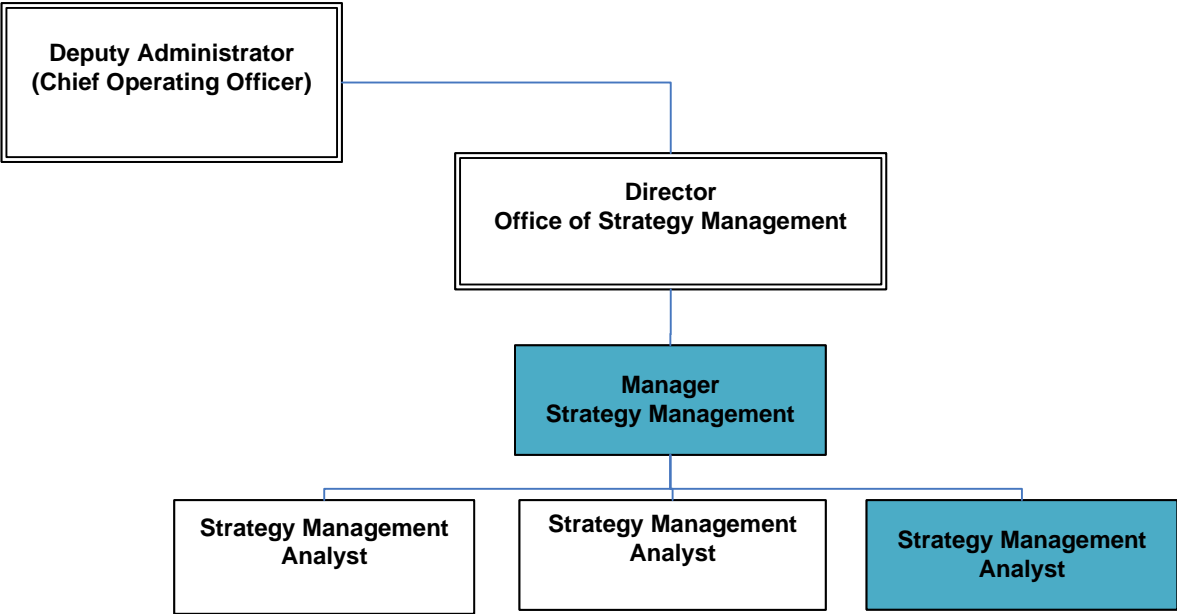 Deputy Administrator
(Chief Operating Officer)
Director
Office of Strategy Management
Manager
Strategy Management
Strategy Management
Analyst
Strategy Management
Analyst
Strategy Management
Analyst